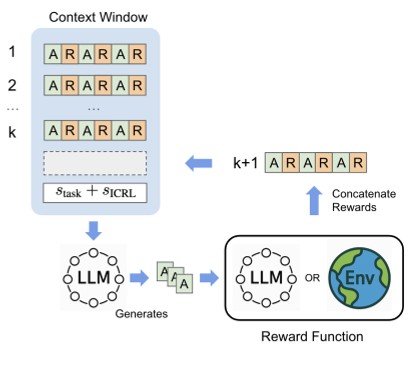 Context Window
1 A R A R A R
2 A R A R A R
... ...
k A R A R A R
k+1 A R A R A R
s_task + s_ICRL
Concatenate
Rewards
LLM
A A A
Generates
LLM OR Env
Reward Function